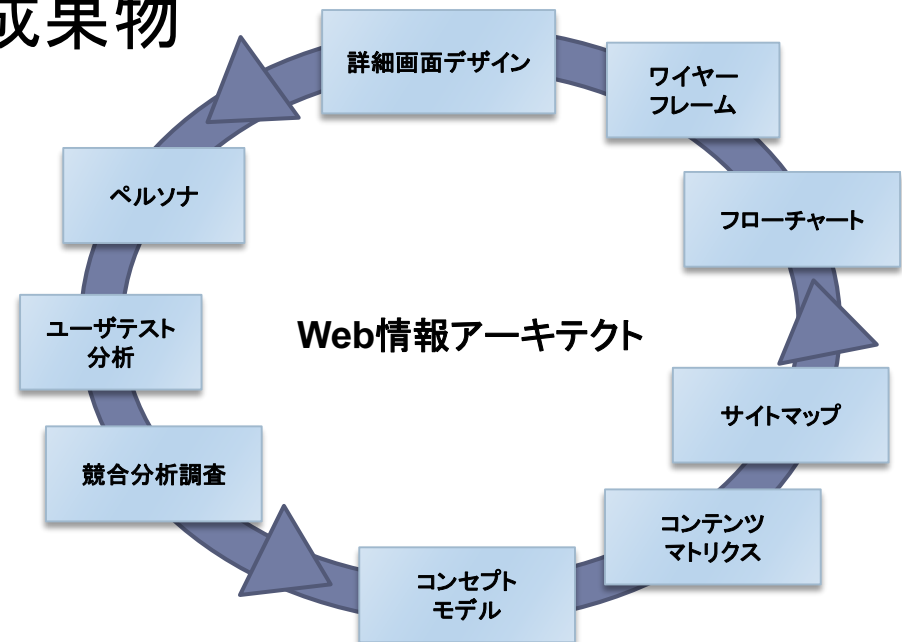 成果物
詳細画面デザイン
ワイヤー
フレーム
ペルソナ
フローチャート
ユーザテスト
分析
Web情報アーキテクト
サイトマップ
競合分析調査
コンテンツ
マトリクス
コンセプト
モデル